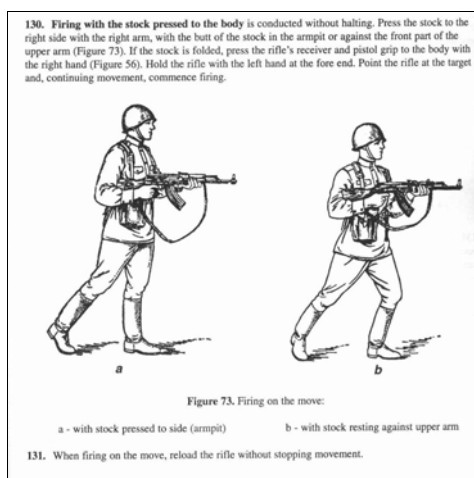 130. Firing with the stock pressed to the body is conducted without halting. Press the stock to the
right side with the right arm, with the butt of the stock in the armpit or against the front part of the
upper arm (Figure 73). If the stock is folded, press the rifle's receiver and pistol grip to the body with
the right hand (Figure 56). Hold the rifle with the left hand at the fore end. Point the rifle at the target
and, continuing movement, commence firing.
a
b
Figure 73. Firing on the move:
a - with stock pressed to side (armpit)
b - with stock resting against upper arm
131. When firing on the move, reload the rifle without stopping movement.